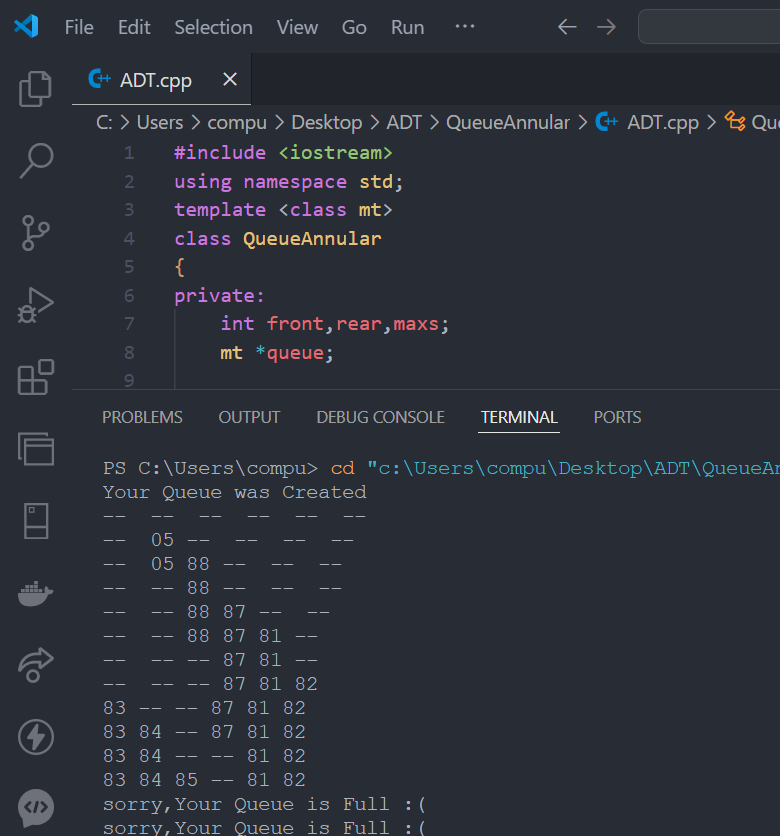 File Edit Selection View Go Run ···
ADT.cpp
C: > Users > compu > Desktop > ADT > QueueAnnular > ADT.cpp >
1 #include <iostream>
2 using namespace std;
3 template <class mt>
4 class QueueAnnular
5 {
6 private:
7 int front,rear,maxs;
8 mt *queue;
9
PROBLEMS OUTPUT DEBUG CONSOLE TERMINAL PORTS
PS C:\Users\compu> cd "c:\Users\compu\Desktop\ADT\QueueAn
Your Queue was Created
-- -- -- -- -- --
-- 05 -- -- -- --
-- 05 88 -- -- --
-- -- 88 -- -- --
-- -- 88 87 -- --
-- -- 88 87 81 --
-- -- -- 87 81 --
-- -- -- 87 81 82
83 -- -- 87 81 82
83 84 -- 87 81 82
83 84 -- -- 81 82
83 84 85 -- 81 82
sorry,Your Queue is Full :(
sorry,Your Queue is Full :(